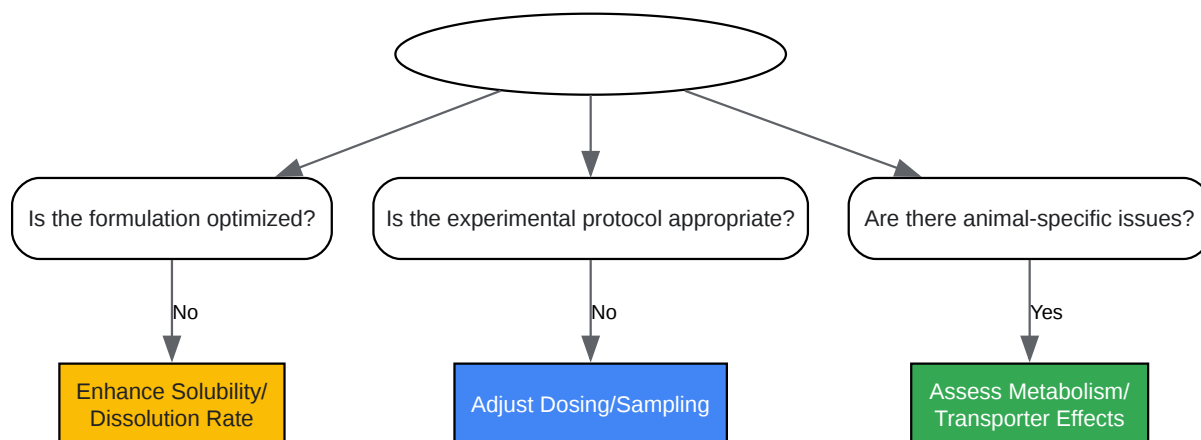 Is the formulation optimized?
Is the experimental protocol appropriate?
Are there animal-specific issues?
No
No
Yes
Enhance Solubility/
Dissolution Rate
Adjust Dosing/Sampling
Assess Metabolism/
Transporter Effects